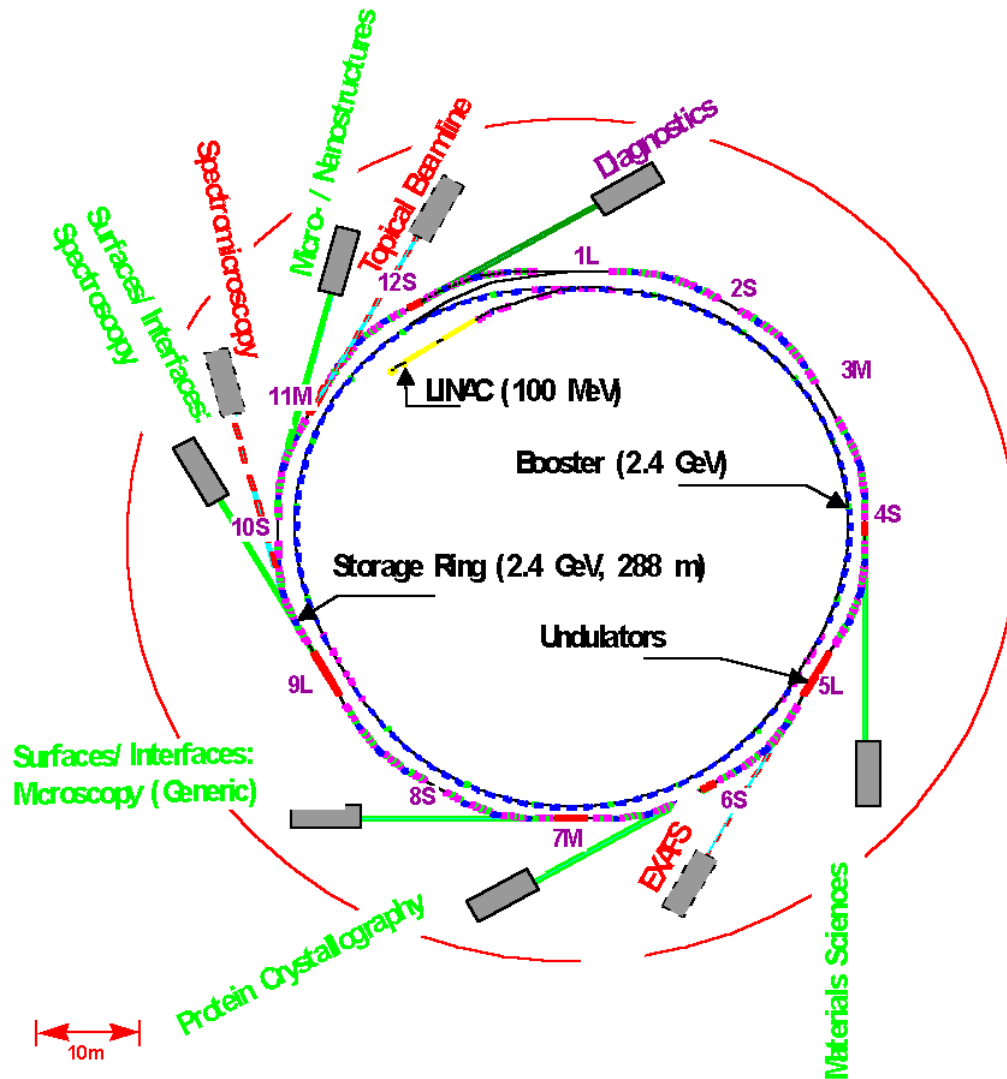 Micro- / Nanostructures
Topical Beamline
Diagnostics
Spectromicroscopy
Surfaces/ Interfaces:
Spectroscopy
1L
12S
2S
3M
11M
LINAC (100 MeV)
Booster (2.4 GeV)
4S
10S
Storage Ring (2.4 GeV, 288 m)
Undulators
9L
5L
Surfaces/ Interfaces:
Mcroscopy (Generic)
8S
6S
7M
EXAFS
Protein Crystallography
Materials Sciences
10m